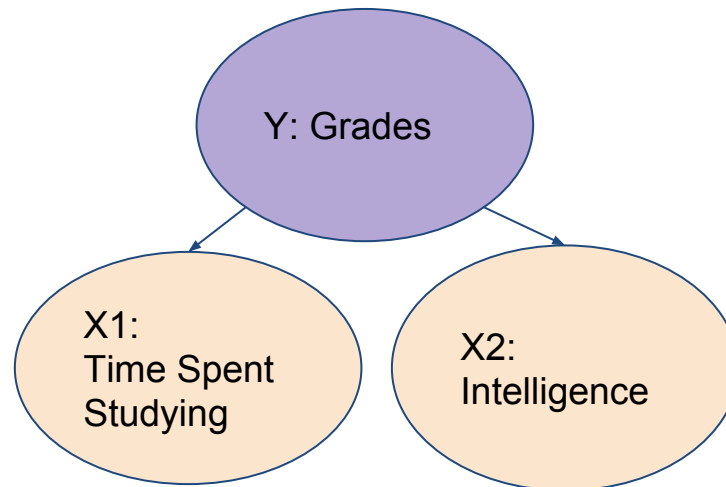 Y: Grades
X1:
Time Spent
Studying
X2:
Intelligence